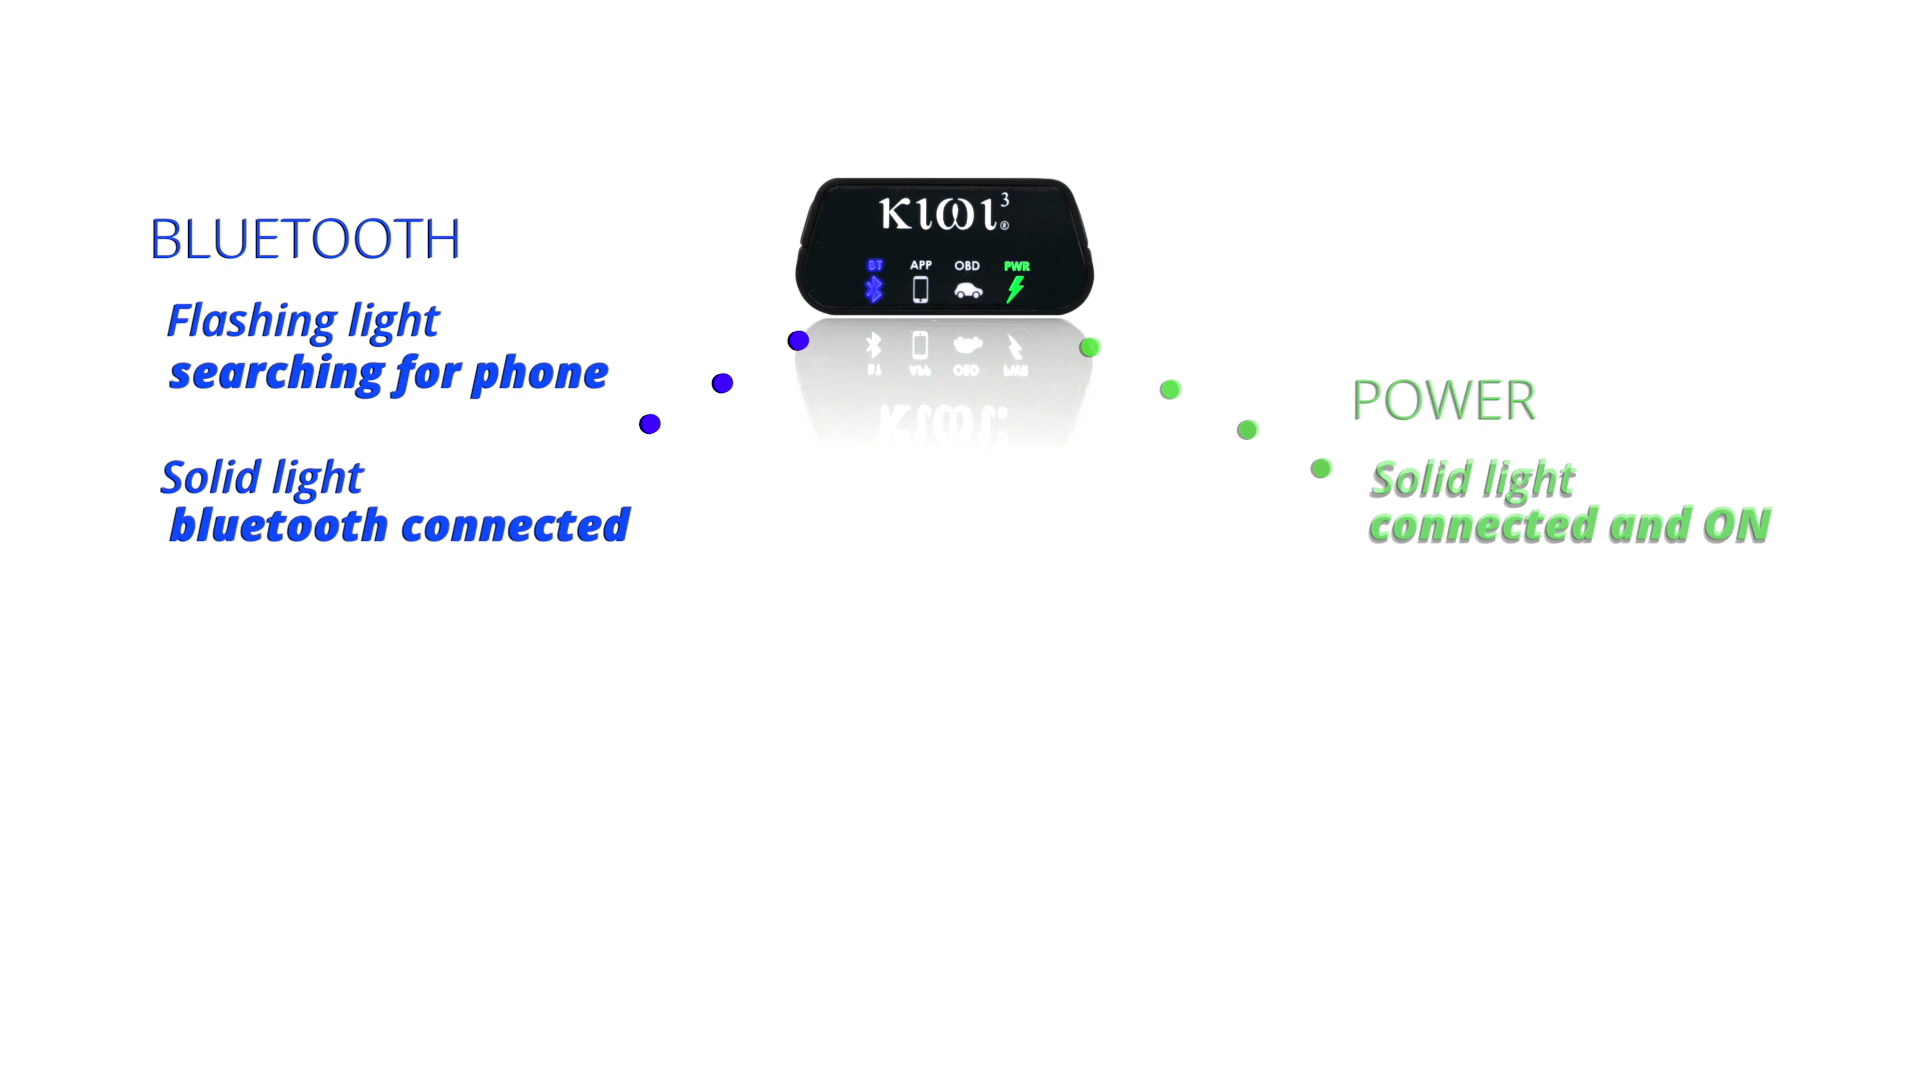 BLUETOOTH
Flashing light
searching for phone
Solid light
bluetooth connected
kiwi 3 ®
BT APP OBD PWR
POWER
Solid light
connected and ON